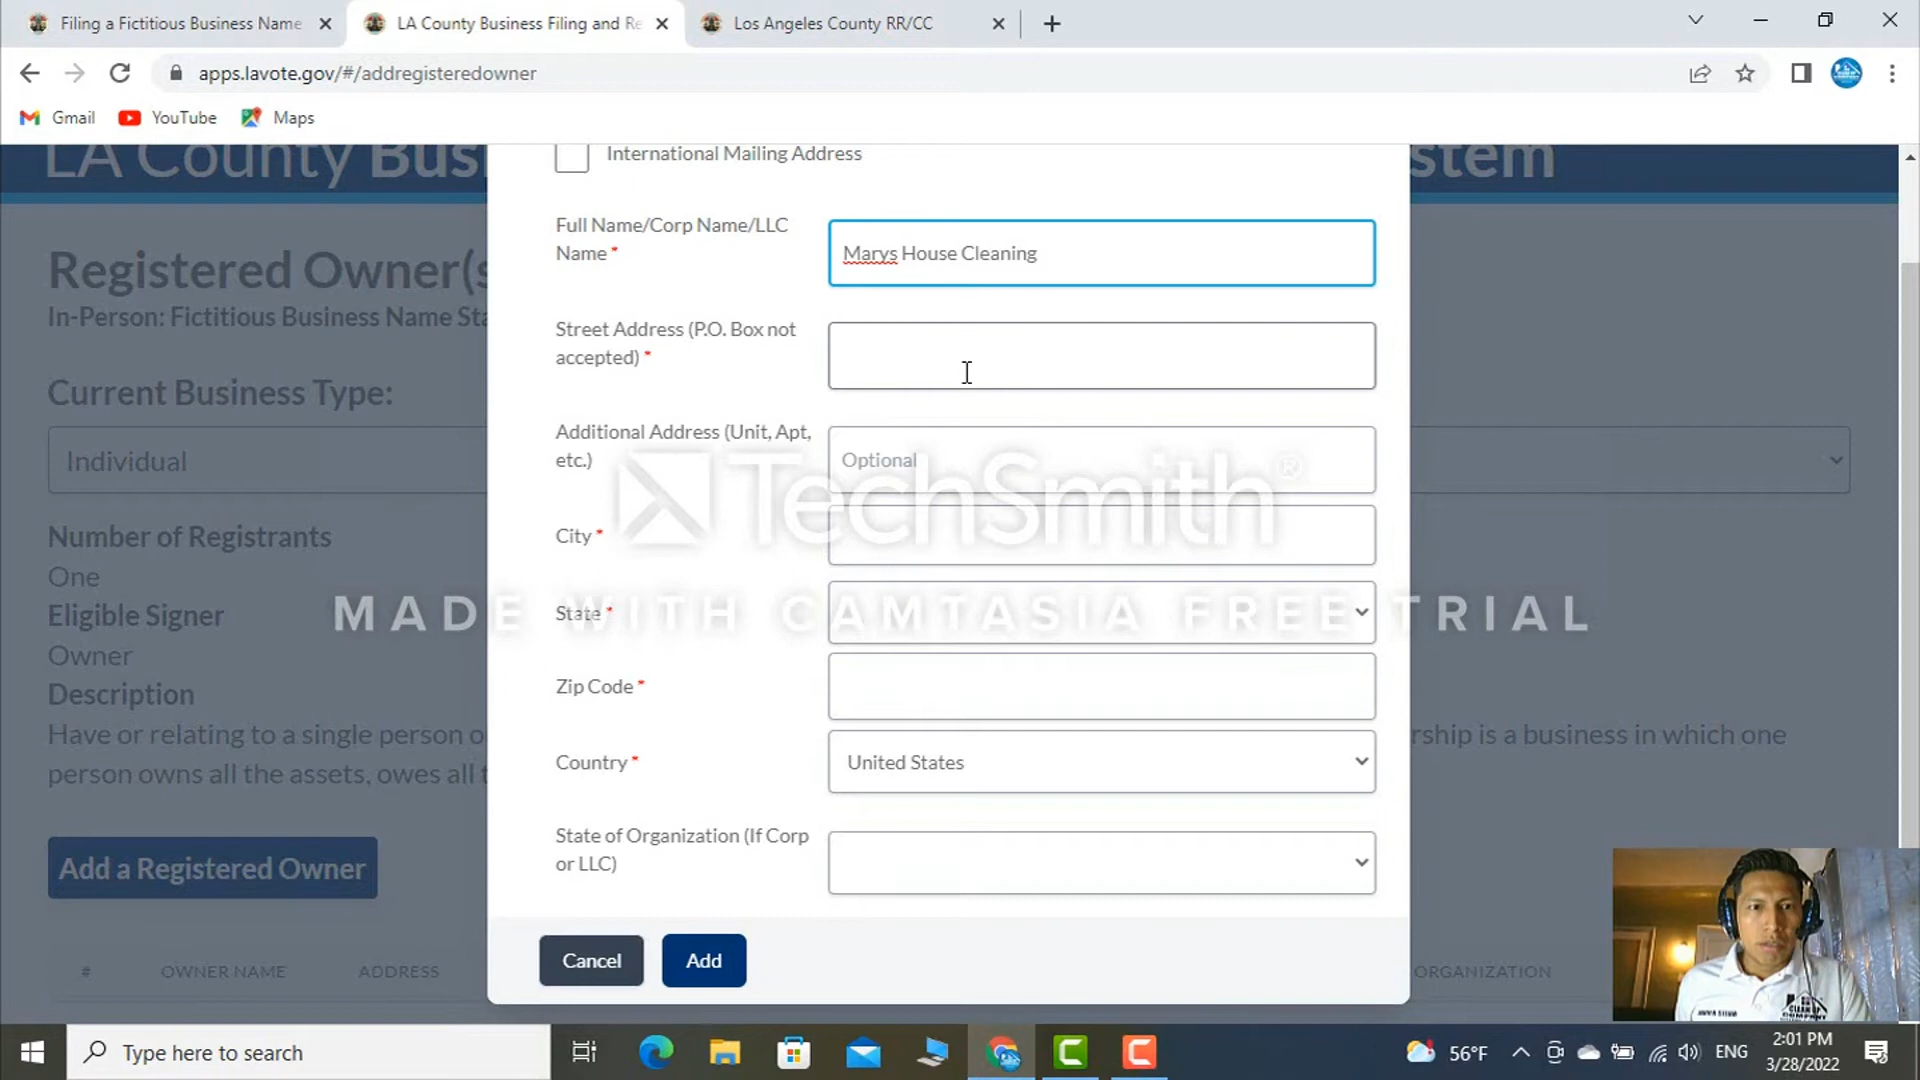 Filing a Fictitious Business Name
LA County Business Filing and Re
Los Angeles County RR/CC
apps.lavote.gov/#/addregisteredowner
Gmail
YouTube
Maps
LA County Busi
stem
International Mailing Address
Registered Owner(s
In-Person: Fictitious Business Name Sta
Full Name/Corp Name/LLC
Name *
Marys House Cleaning
Street Address (P.O. Box not
accepted) *
Current Business Type:
Individual
Additional Address (Unit, Apt,
etc.)
Optional
TechSmith®
Number of Registrants
One
City *
Eligible Signer
State *
MADE WITH CAMTASIA FREE TRIAL
Owner
Description
Zip Code *
Have or relating to a single person o
rship is a business in which one
person owns all the assets, owes all t
Country *
United States
State of Organization (If Corp
or LLC)
Add a Registered Owner
Cancel
Add
#
OWNER NAME
ADDRESS
ORGANIZATION
Type here to search
56°F
ENG
2:01 PM
3/28/2022